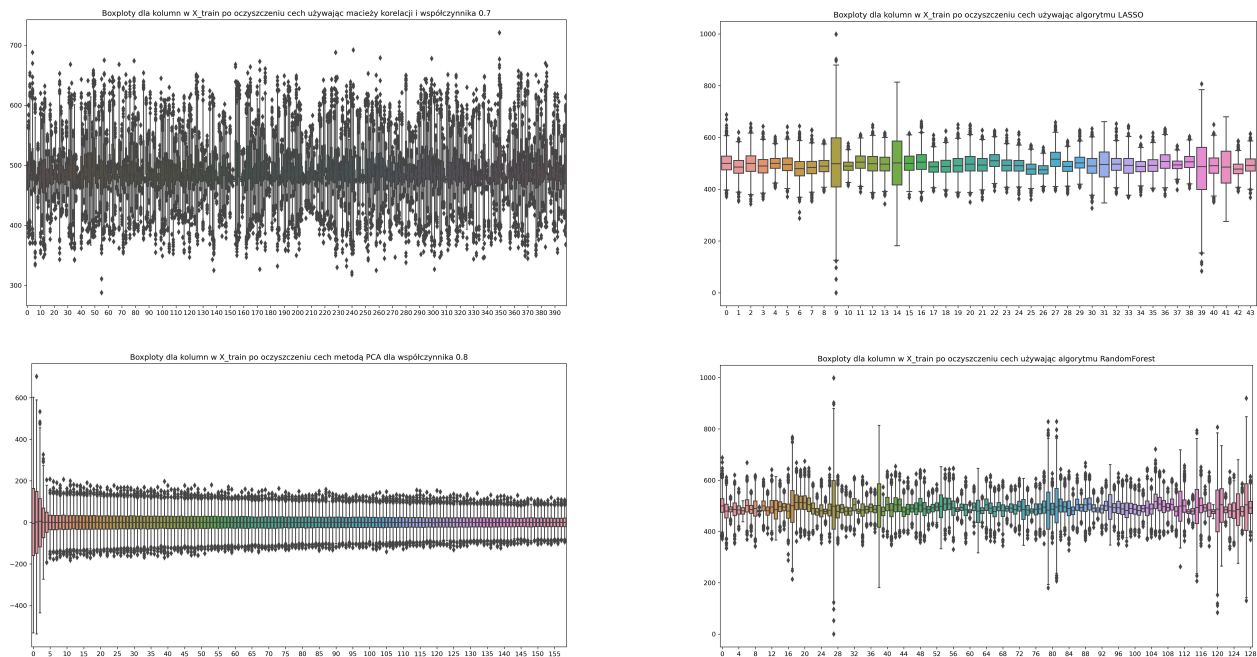 Boxploty dla kolumn w X_train po oczyszczeniu cech używając macieży korelacji i współczynnika 0.7
700
600
500
400
300
0 10 20 30 40 50 60 70 80 90 100 110 120 130 140 150 160 170 180 190 200 210 220 230 240 250 260 270 280 290 300 310 320 330 340 350 360 370 380 390
Boxploty dla kolumn w X_train po oczyszczeniu cech używając algorytmu LASSO
1000
800
600
400
200
0
0 1 2 3 4 5 6 7 8 9 10 11 12 13 14 15 16 17 18 19 20 21 22 23 24 25 26 27 28 29 30 31 32 33 34 35 36 37 38 39 40 41 42 43
Boxploty dla kolumn w X_train po oczyszczeniu cech metodą PCA dla współczynnika 0.8
600
400
200
0
−200
−400
0 5 10 15 20 25 30 35 40 45 50 55 60 65 70 75 80 85 90 95 100 105 110 115 120 125 130 135 140 145 150 155
Boxploty dla kolumn w X_train po oczyszczeniu cech używając algorytmu RandomForest
1000
800
600
400
200
0
0 4 8 12 16 20 24 28 32 36 40 44 48 52 56 60 64 68 72 76 80 84 88 92 96 100 104 108 112 116 120 124 128